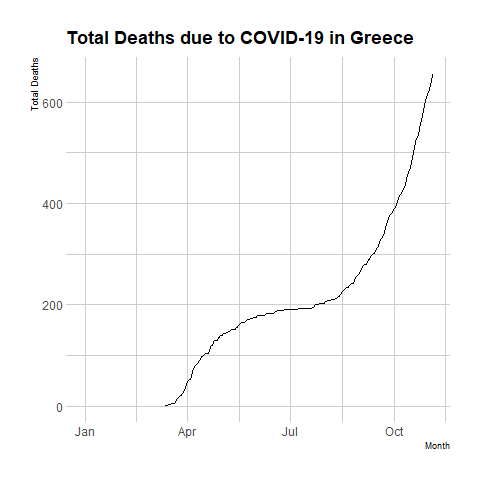 Total Deaths due to COVID-19 in Greece
Total Deaths
600
400
200
0
Jan Apr Jul Oct
Month